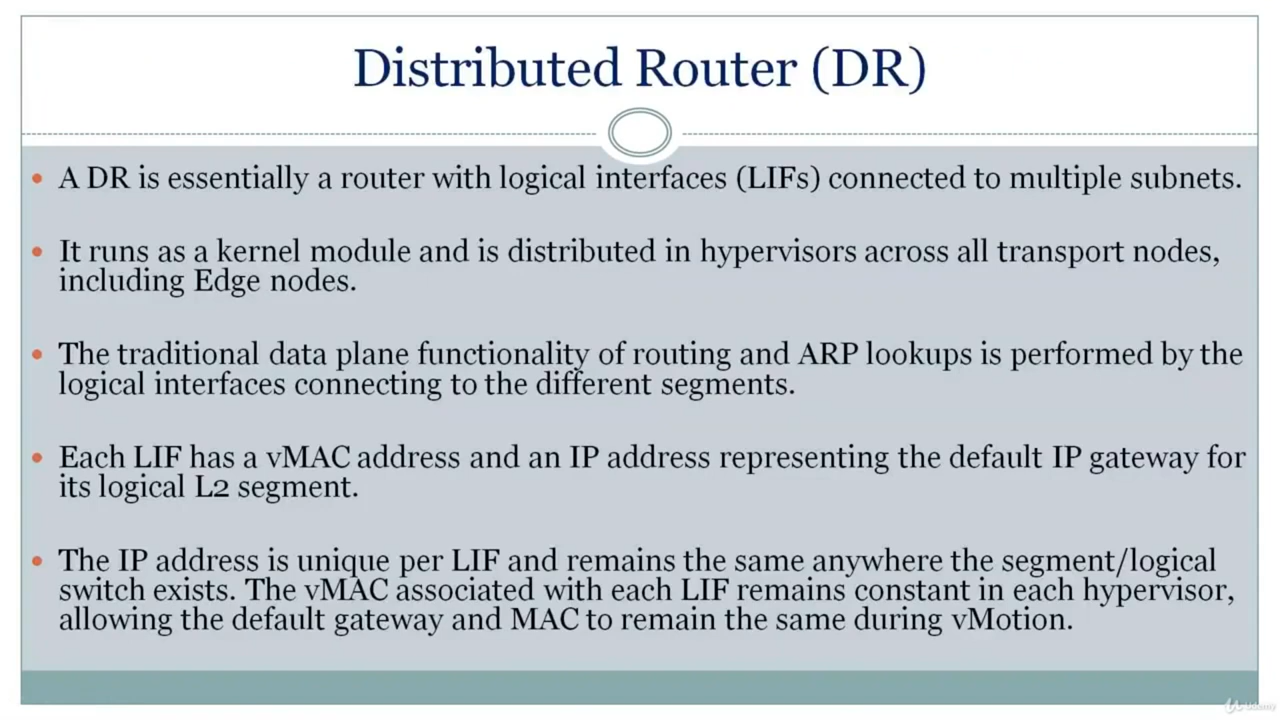 Distributed Router (DR)
• A DR is essentially a router with logical interfaces (LIFs) connected to multiple subnets.
• It runs as a kernel module and is distributed in hypervisors across all transport nodes,
including Edge nodes.
• The traditional data plane functionality of routing and ARP lookups is performed by the
logical interfaces connecting to the different segments.
• Each LIF has a vMAC address and an IP address representing the default IP gateway for
its logical L2 segment.
• The IP address is unique per LIF and remains the same anywhere the segment/logical
switch exists. The vMAC associated with each LIF remains constant in each hypervisor,
allowing the default gateway and MAC to remain the same during vMotion.
Udemy